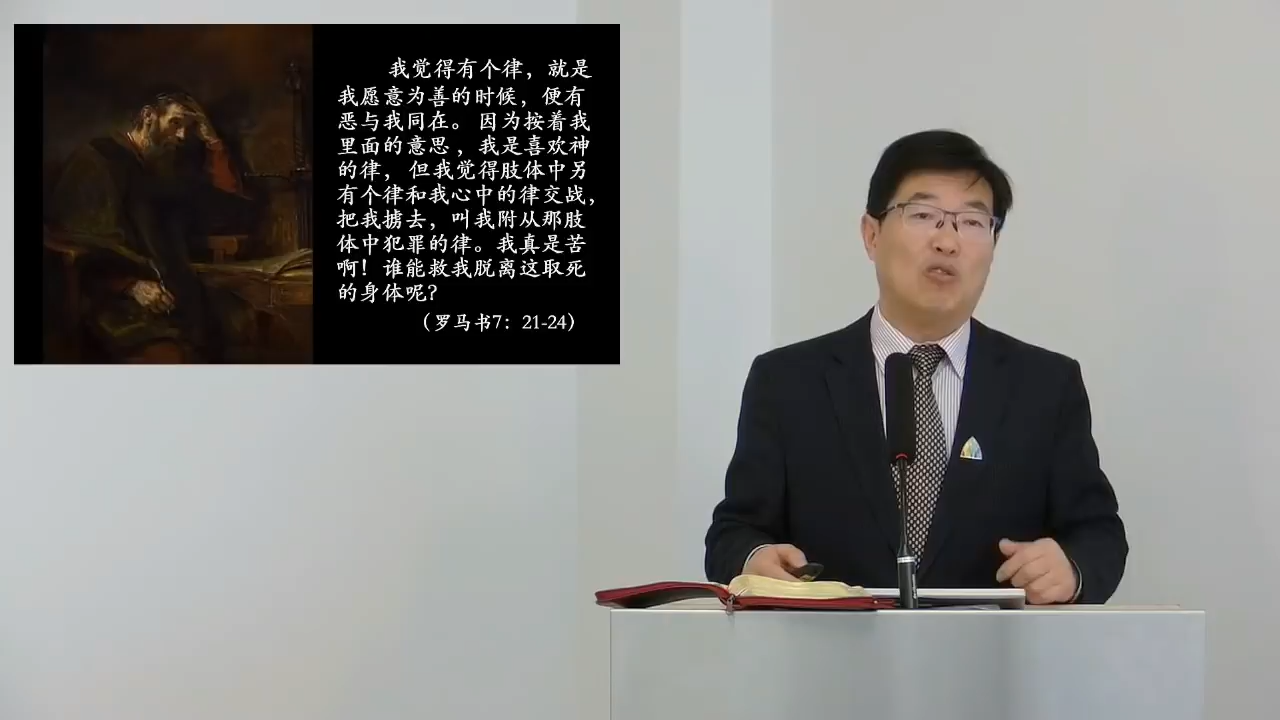 我觉得有个律，就是
我愿意为善的时候，便有
恶与我同在。因为按着我
里面的意思，我是喜欢神
的律，但我觉得肢体中另
有个律和我心中的律交战，
把我掳去，叫我附从那肢
体中犯罪的律。我真是苦
啊！谁能救我脱离这取死
的身体呢？
（罗马书7：21-24）